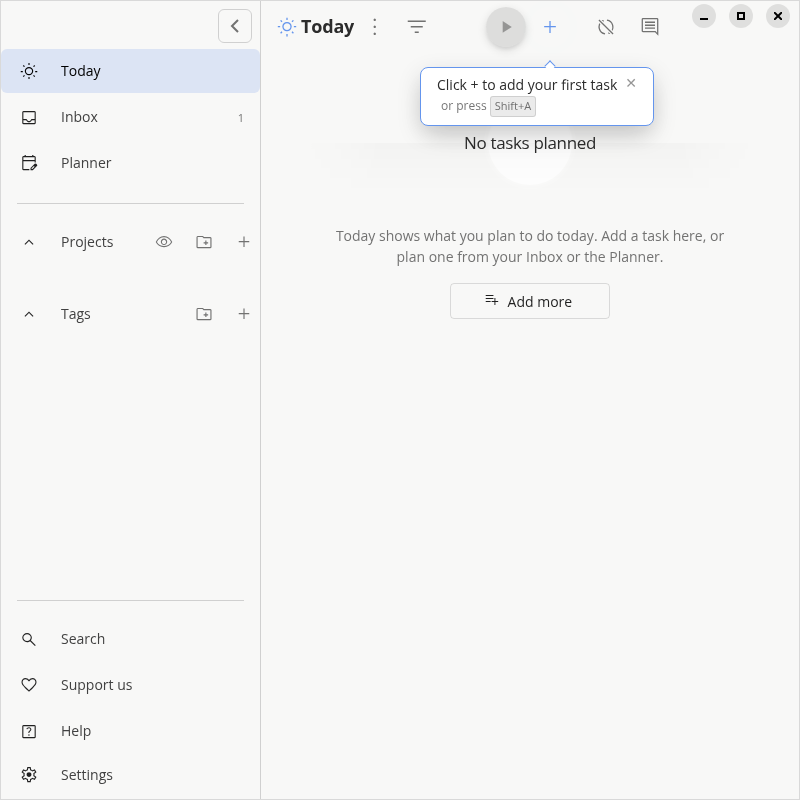 Today
Inbox
1
Planner
Projects
Tags
Search
Support us
Help
Settings
Today
Click + to add your first task
or press Shift+A
No tasks planned
Today shows what you plan to do today. Add a task here, or
plan one from your Inbox or the Planner.
Add more